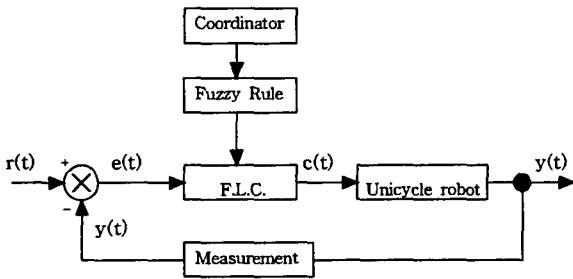 Coordinator
Fuzzy Rule
r(t)
+
e(t)
F.L.C.
c(t)
Unicycle robot
y(t)
-
y(t)
Measurement